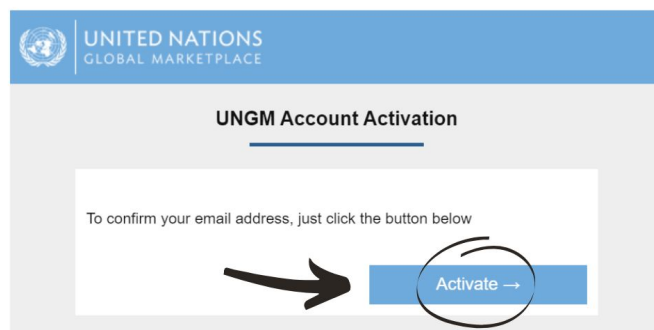 UNITED NATIONS
GLOBAL MARKETPLACE
UNGM Account Activation
To confirm your email address, just click the button below
Activate →